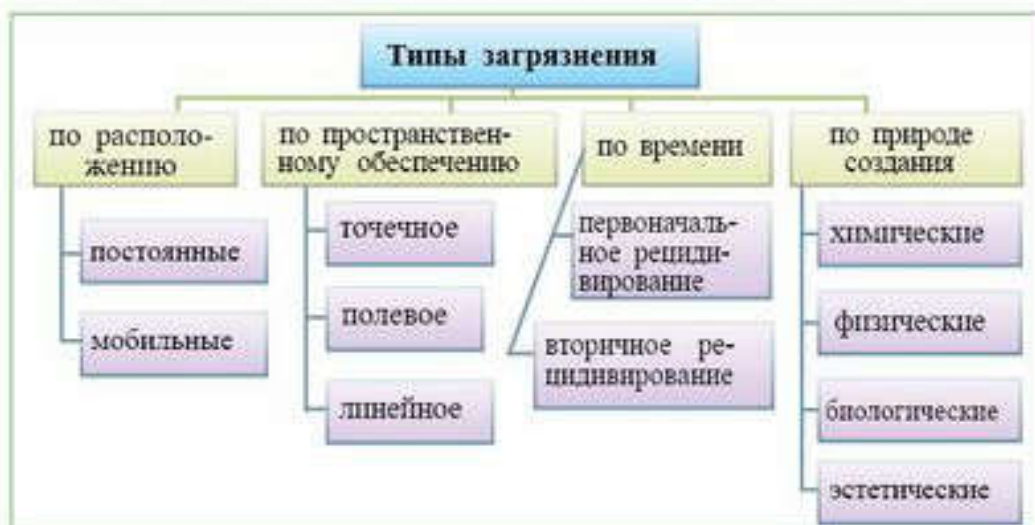 Типы загрязнения
по располо-
жению
постоянные
мобильные
по пространствен-
ному обеспечению
точечное
полевое
линейное
по времени
первоначаль-
ное рециди-
вирование
вторичное ре-
цидивирование
по природе
создания
химические
физические
биологические
эстетические